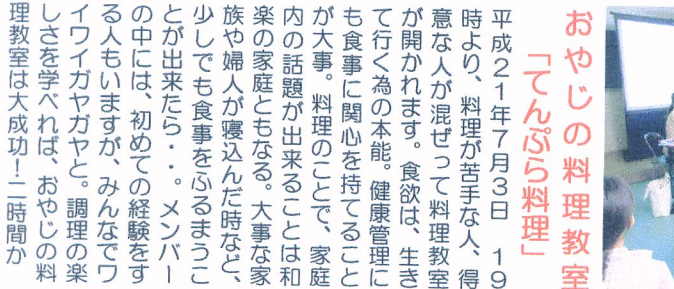 おやじの料理教室
「てんぷら料理」
平成21年7月3日 19
時より、料理が苦手な人、得
意な人が混ぜって料理教室
が開かれます。食欲は、生き
て行く為の本能。健康管理に
も食事に関心を持てること
が大事。料理のことで、家庭
内の話題が出来ることは和
楽の家庭ともなる。大事な家
族や婦人が寝込んだ時など、
少しでも食事をふるまうこ
とが出来たら・・。メンバー
の中には、初めての経験をす
る人もいますが、みんなでワ
イワイガヤガヤと。調理の楽
しさを学べれば、おやじの料
理教室は大成功!二時間か